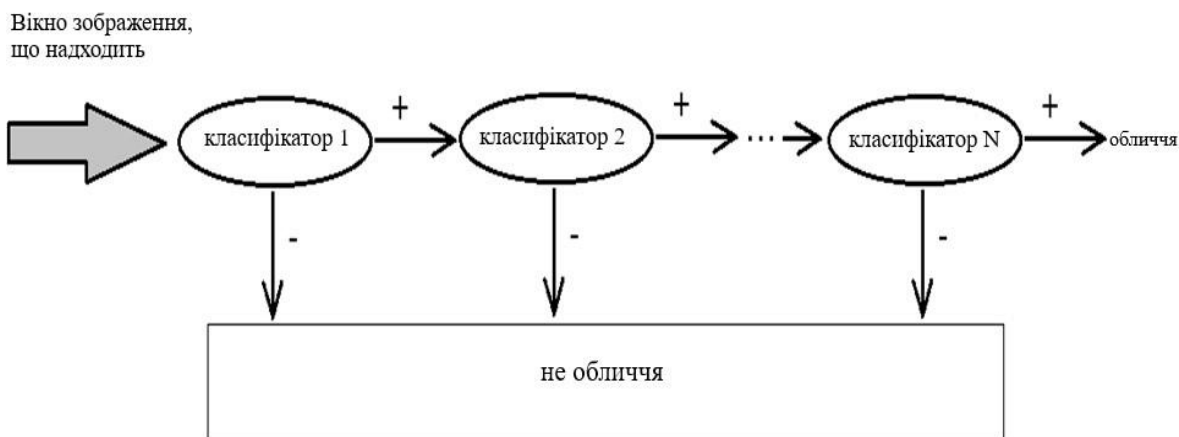 Вікно зображення,
що надходить
класифікатор 1
+
класифікатор 2
+
...
класифікатор N
+
обличчя
-
-
-
не обличчя